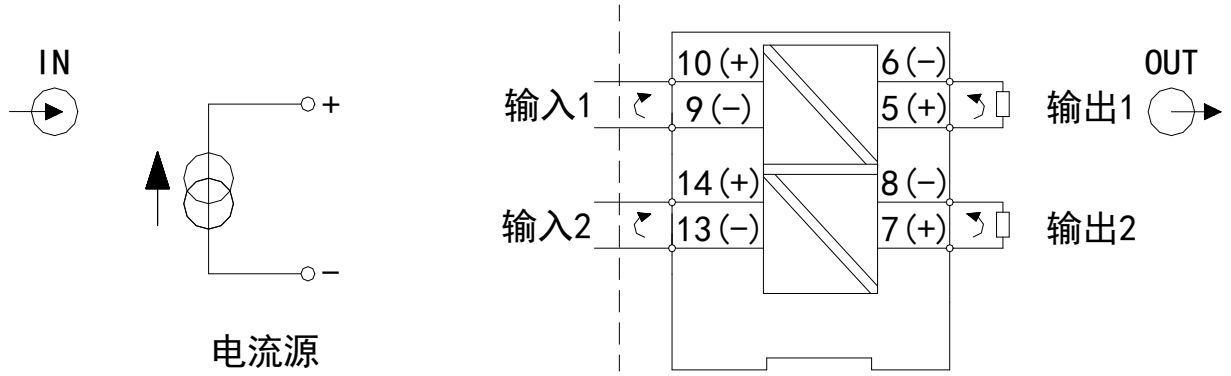 IN
+
-
电流源
输入1
10(+)
9(-)
6(-)
5(+)
输出1
OUT
输入2
14(+)
13(-)
8(-)
7(+)
输出2